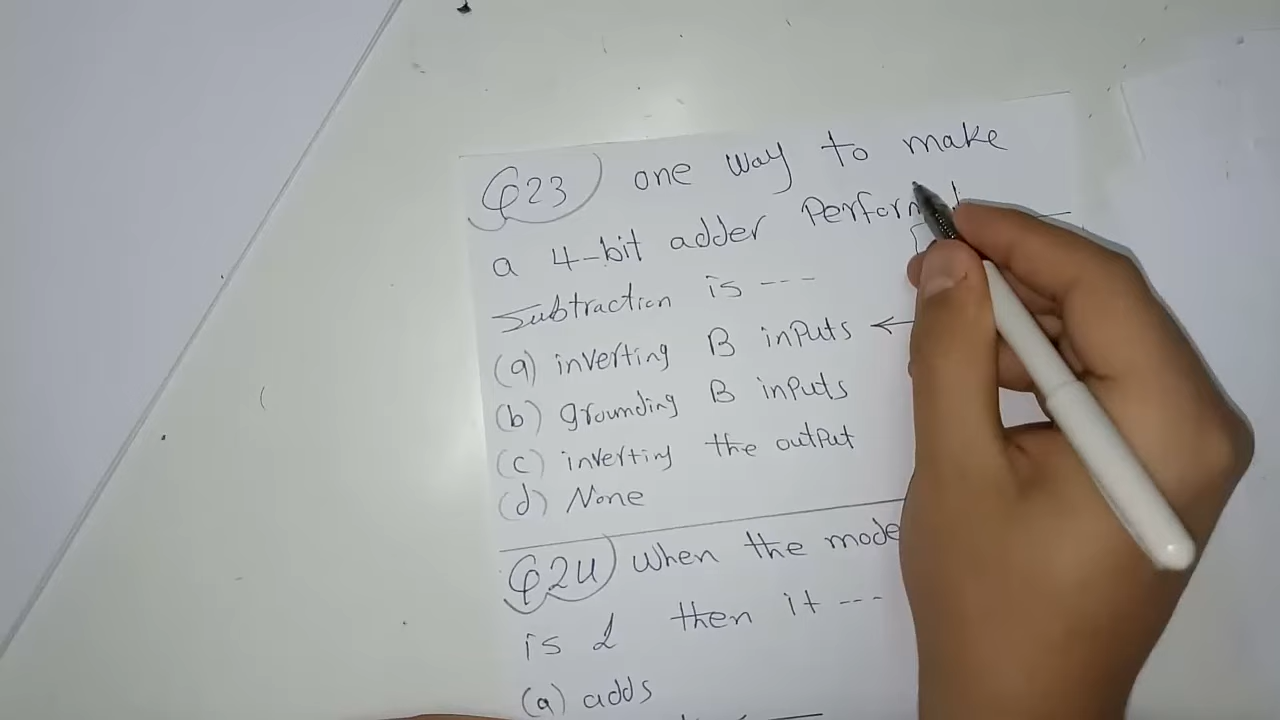 Q23 one way to make
a 4-bit adder Perform
Subtraction is ---
(a) inverting B inputs ←
(b) grounding B inputs
(c) inverting the output
(d) None
Q24 When the mode
is 1 then it ---
(a) adds